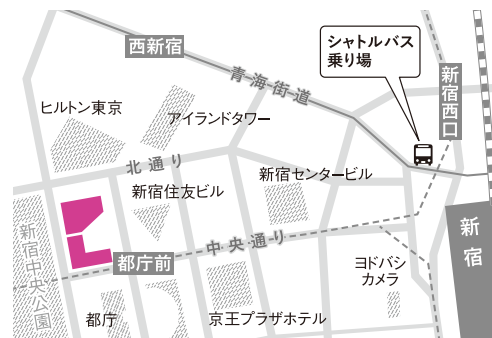 西新宿
シャトルバス
乗り場
青海街道
新宿西口
ヒルトン東京
アイランドタワー
北通り
新宿センタービル
新宿住友ビル
新宿中央公園
中央通り
新宿
都庁前
ヨドバシ
カメラ
都庁
京王プラザホテル